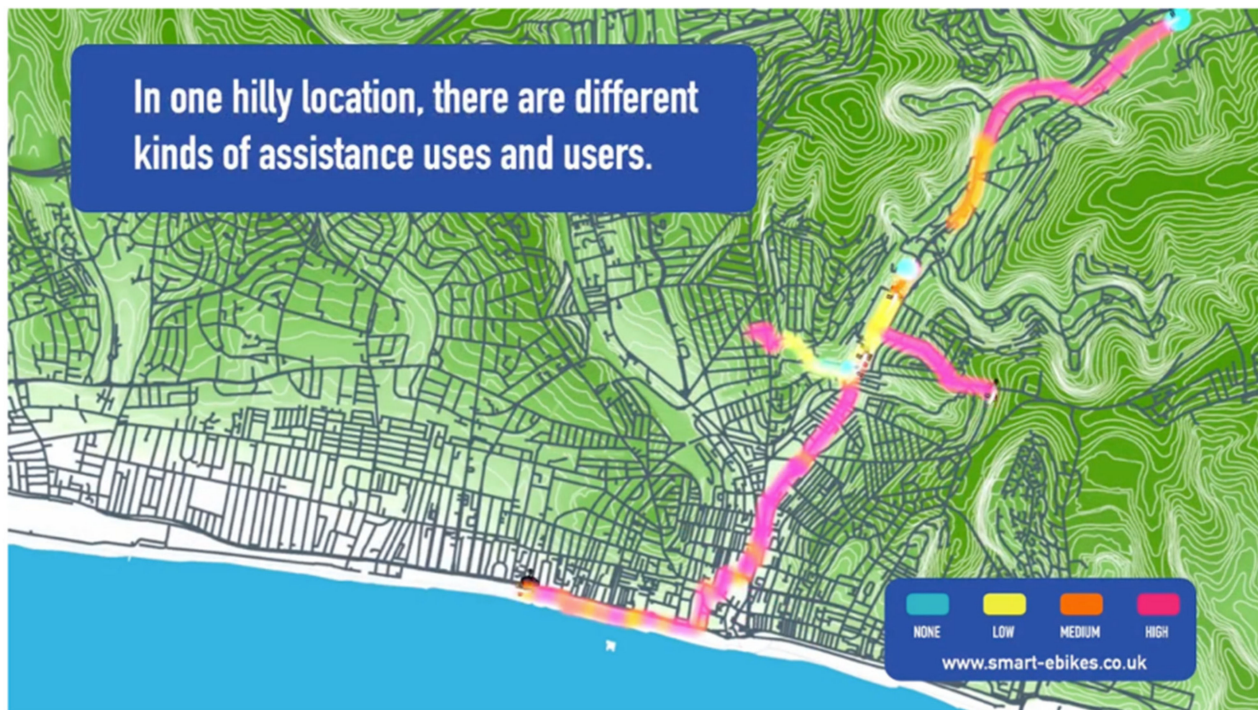 In one hilly location, there are different
kinds of assistance uses and users.
NONE LOW MEDIUM HIGH
www.smart-ebikes.co.uk